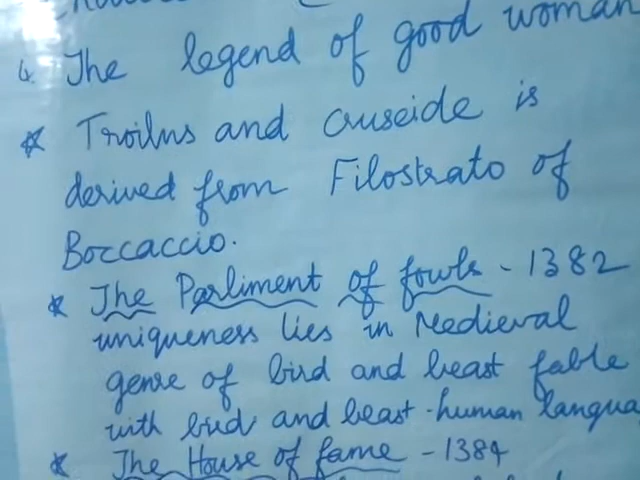 4. The legend of good woman
* Troilus and Cruseide is
derived from Filostrato of
Boccaccio.
* The Parliment of fowls - 1382
uniqueness lies in Medieval
genre of bird and beast fable
with bird and beast-human langua
* The House of fame - 1384